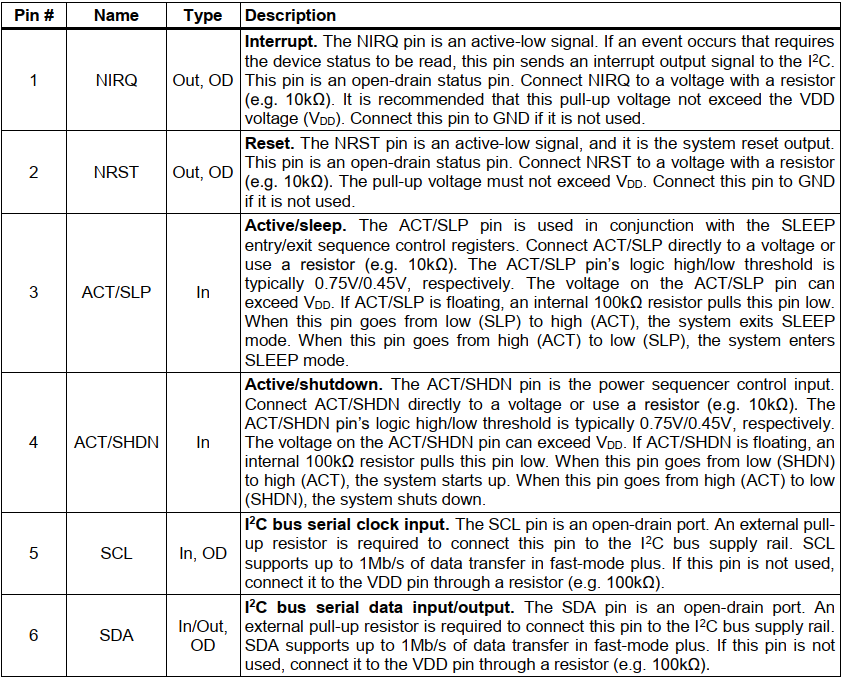 Pin # Name Type Description
Interrupt. The NIRQ pin is an active-low signal. If an event occurs that requires
the device status to be read, this pin sends an interrupt output signal to the I²C.
1 NIRQ Out, OD This pin is an open-drain status pin. Connect NIRQ to a voltage with a resistor
(e.g. 10kΩ). It is recommended that this pull-up voltage not exceed the VDD
voltage (VDD). Connect this pin to GND if it is not used.
Reset. The NRST pin is an active-low signal, and it is the system reset output.
This pin is an open-drain status pin. Connect NRST to a voltage with a resistor
2 NRST Out, OD (e.g. 10kΩ). The pull-up voltage must not exceed VDD. Connect this pin to GND
if it is not used.
Active/sleep. The ACT/SLP pin is used in conjunction with the SLEEP
entry/exit sequence control registers. Connect ACT/SLP directly to a voltage or
use a resistor (e.g. 10kΩ). The ACT/SLP pin's logic high/low threshold is
3 ACT/SLP In typically 0.75V/0.45V, respectively. The voltage on the ACT/SLP pin can
exceed VDD. If ACT/SLP is floating, an internal 100kΩ resistor pulls this pin low.
When this pin goes from low (SLP) to high (ACT), the system exits SLEEP
mode. When this pin goes from high (ACT) to low (SLP), the system enters
SLEEP mode.
Active/shutdown. The ACT/SHDN pin is the power sequencer control input.
Connect ACT/SHDN directly to a voltage or use a resistor (e.g. 10kΩ). The
ACT/SHDN pin's logic high/low threshold is typically 0.75V/0.45V, respectively.
4 ACT/SHDN In The voltage on the ACT/SHDN pin can exceed VDD. If ACT/SHDN is floating, an
internal 100kΩ resistor pulls this pin low. When this pin goes from low (SHDN)
to high (ACT), the system starts up. When this pin goes from high (ACT) to low
(SHDN), the system shuts down.
I²C bus serial clock input. The SCL pin is an open-drain port. An external pull-
5 SCL In, OD up resistor is required to connect this pin to the I²C bus supply rail. SCL
supports up to 1Mb/s of data transfer in fast-mode plus. If this pin is not used,
connect it to the VDD pin through a resistor (e.g. 100kΩ).
I²C bus serial data input/output. The SDA pin is an open-drain port. An
6 SDA In/Out, OD external pull-up resistor is required to connect this pin to the I²C bus supply rail.
SDA supports up to 1Mb/s of data transfer in fast-mode plus. If this pin is not
used, connect it to the VDD pin through a resistor (e.g. 100kΩ).